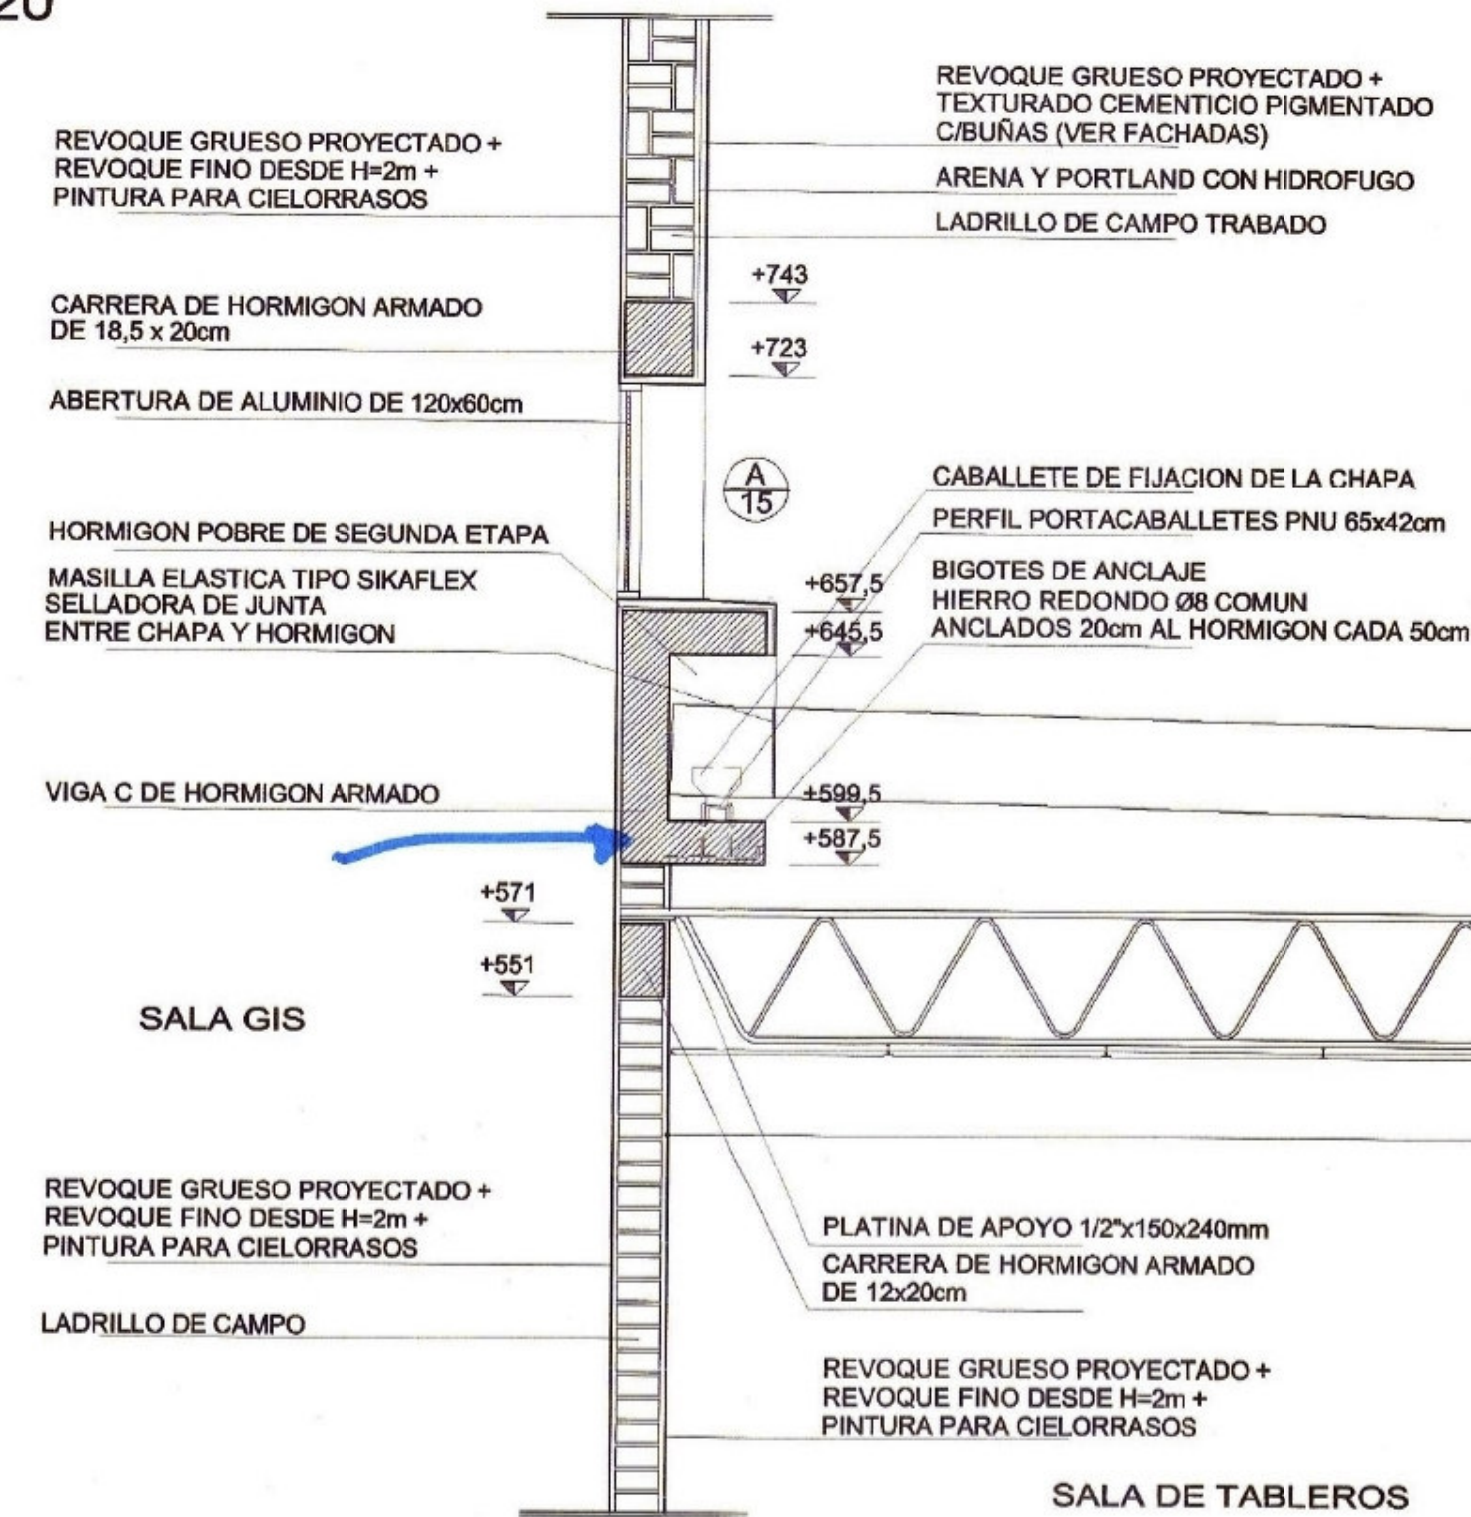 20
REVOQUE GRUESO PROYECTADO +
REVOQUE FINO DESDE H=2m +
PINTURA PARA CIELORRASOS
REVOQUE GRUESO PROYECTADO +
TEXTURADO CEMENTICIO PIGMENTADO
C/BUÑAS (VER FACHADAS)
ARENA Y PORTLAND CON HIDROFUGO
LADRILLO DE CAMPO TRABADO
+743
CARRERA DE HORMIGON ARMADO
DE 18,5 x 20cm
+723
ABERTURA DE ALUMINIO DE 120x60cm
A
15
CABALLETE DE FIJACION DE LA CHAPA
PERFIL PORTACABALLETES PNU 65x42cm
HORMIGON POBRE DE SEGUNDA ETAPA
MASILLA ELASTICA TIPO SIKAFLEX
SELLADORA DE JUNTA
ENTRE CHAPA Y HORMIGON
+657,5
+645,5
BIGOTES DE ANCLAJE
HIERRO REDONDO Ø8 COMUN
ANCLADOS 20cm AL HORMIGON CADA 50cm
VIGA C DE HORMIGON ARMADO
+599,5
+587,5
+571
+551
SALA GIS
REVOQUE GRUESO PROYECTADO +
REVOQUE FINO DESDE H=2m +
PINTURA PARA CIELORRASOS
LADRILLO DE CAMPO
PLATINA DE APOYO 1/2"x150x240mm
CARRERA DE HORMIGON ARMADO
DE 12x20cm
REVOQUE GRUESO PROYECTADO +
REVOQUE FINO DESDE H=2m +
PINTURA PARA CIELORRASOS
SALA DE TABLEROS